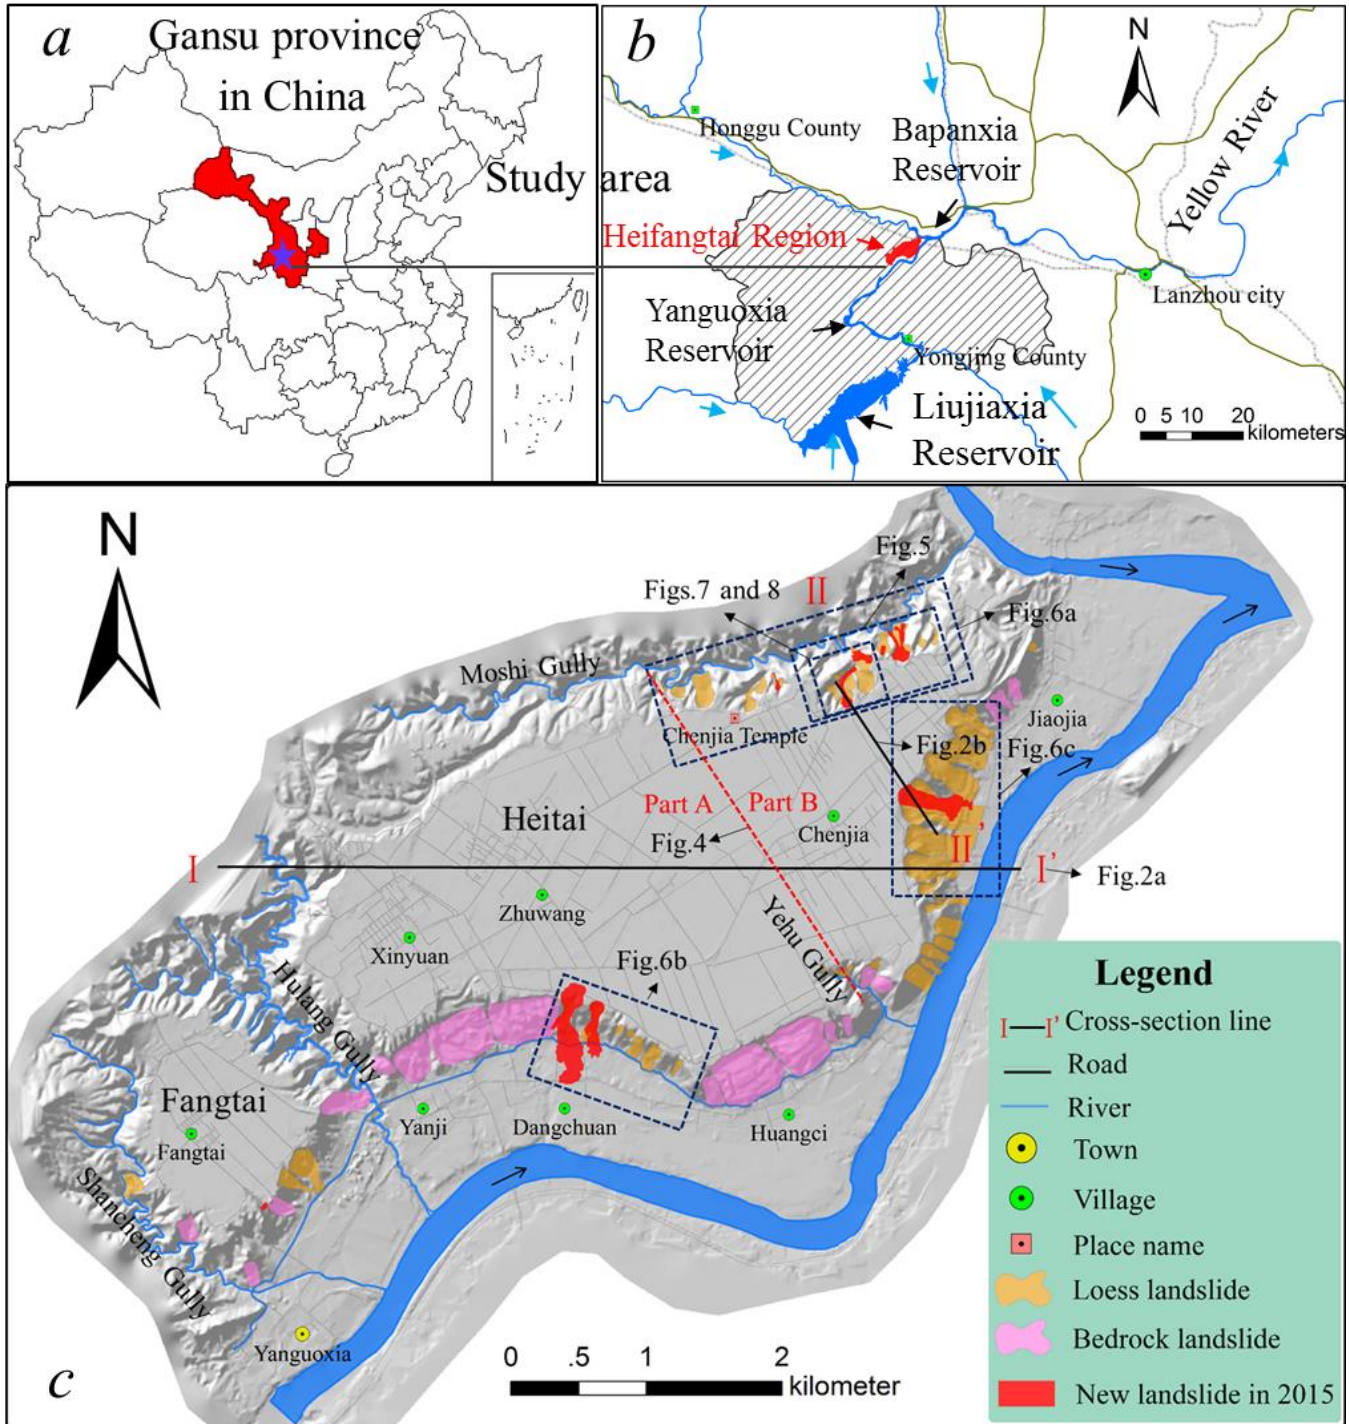 a
Gansu province
in China
Study area
b
N
Honggu County
Bapanxia
Reservoir
Yellow River
Heifangtai Region
Lanzhou city
Yanguoxia
Reservoir
Yongjing County
Liujiaxia
Reservoir
0 5 10 20
kilometers
N
Fig.5
Figs.7 and 8
II
Fig.6a
Moshi Gully
Jiaojia
Chenjia Temple
Fig.2b
Fig.6c
Part A
Part B
Heitai
Chenjia
Fig.4
II'
I
I'
Fig.2a
Zhuwang
Yehu Gully
Xinyuan
Fig.6b
Hulang Gully
Fangtai
Fangtai
Yanji
Dangchuan
Huangci
Shancheng Gully
Yanguoxia
0 .5 1 2
kilometer
c
Legend
I I' Cross-section line
Road
River
Town
Village
Place name
Loess landslide
Bedrock landslide
New landslide in 2015